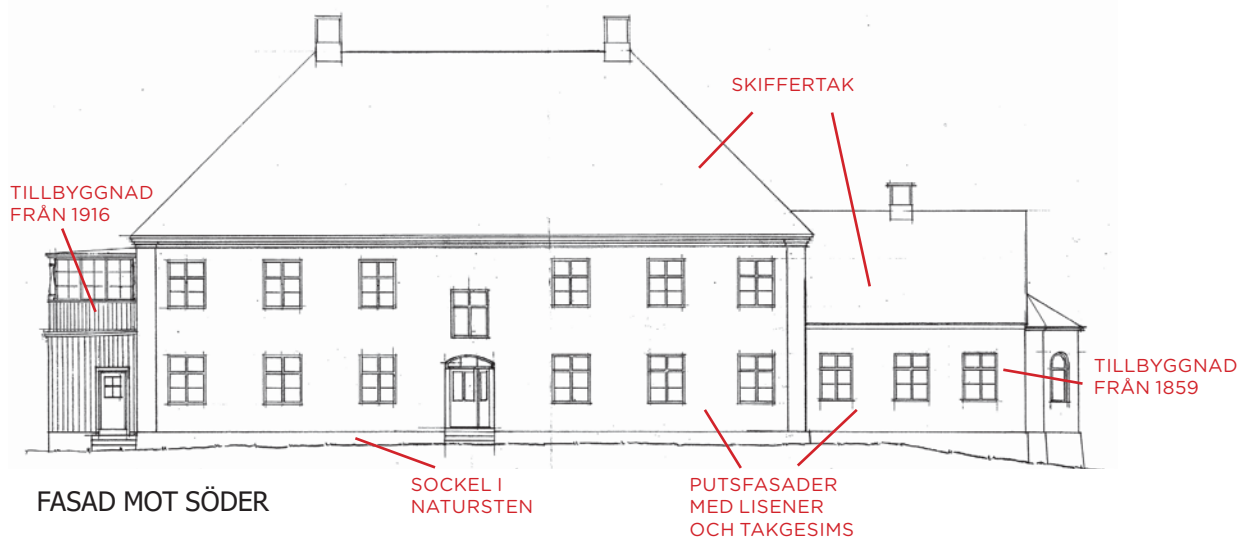 SKIFFERTAK
TILLBYGGNAD
FRÅN 1916
TILLBYGGNAD
FRÅN 1859
SOCKEL I
NATURSTEN
PUTSFASADER
MED LISENER
OCH TAKGESIMS
FASAD MOT SÖDER